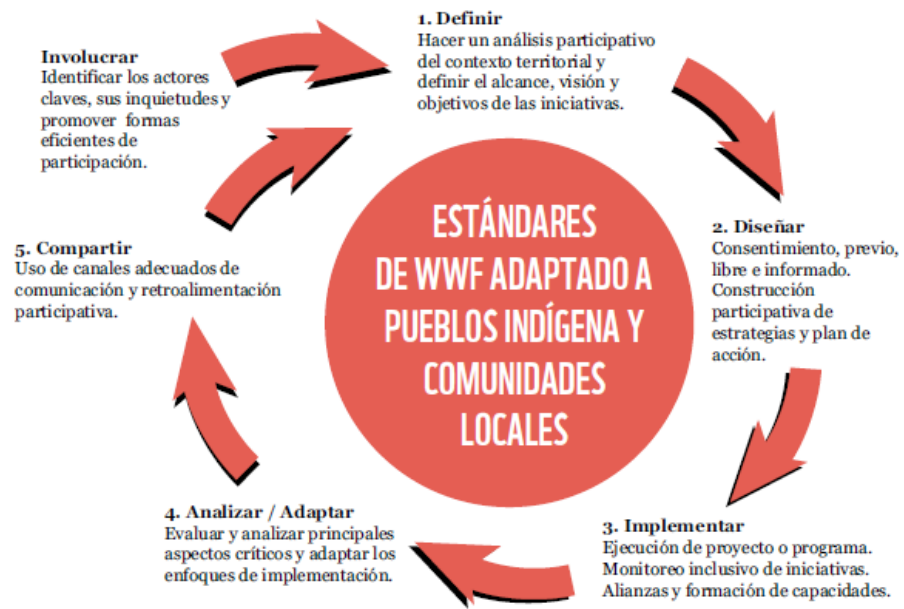 Involucrar
Identificar los actores
claves, sus inquietudes y
promover formas
eficientes de
participación.
1. Definir
Hacer un análisis participativo
del contexto territorial y
definir el alcance, visión y
objetivos de las iniciativas.
2. Diseñar
Consentimiento, previo,
libre e informado.
Construcción
participativa de
estrategias y plan de
acción.
3. Implementar
Ejecución de proyecto o programa.
Monitoreo inclusivo de iniciativas.
Alianzas y formación de capacidades.
4. Analizar / Adaptar
Evaluar y analizar principales
aspectos críticos y adaptar los
enfoques de implementación.
5. Compartir
Uso de canales adecuados de
comunicación y retroalimentación
participativa.
ESTÁNDARES
DE WWF ADAPTADO A
PUEBLOS INDÍGENA Y
COMUNIDADES
LOCALES